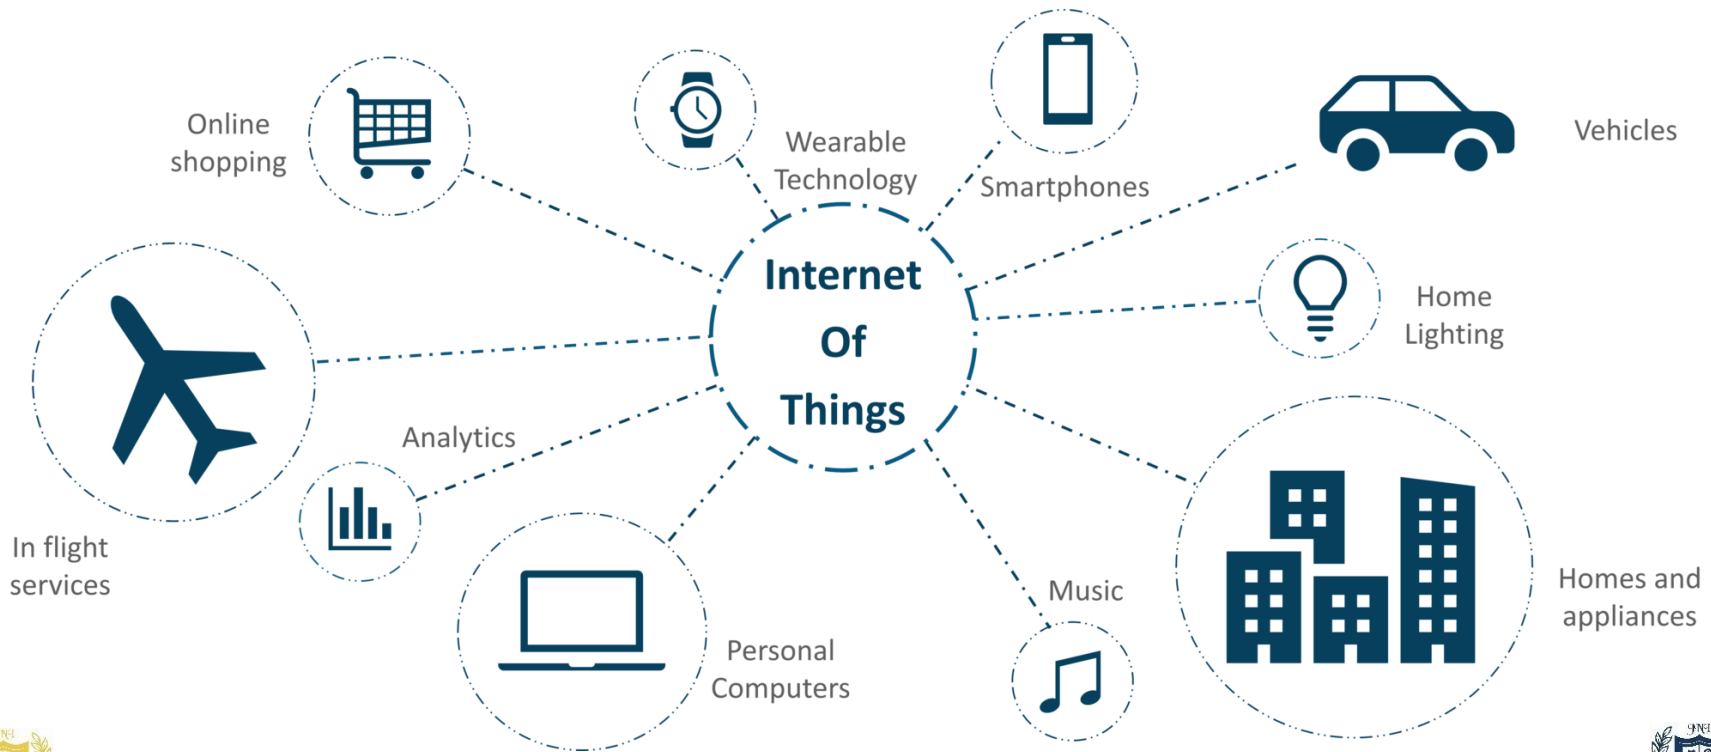 Online
shopping
Wearable
Technology
Smartphones
Vehicles
Internet
Of
Things
Home
Lighting
Analytics
In flight
services
Personal
Computers
Music
Homes and
appliances